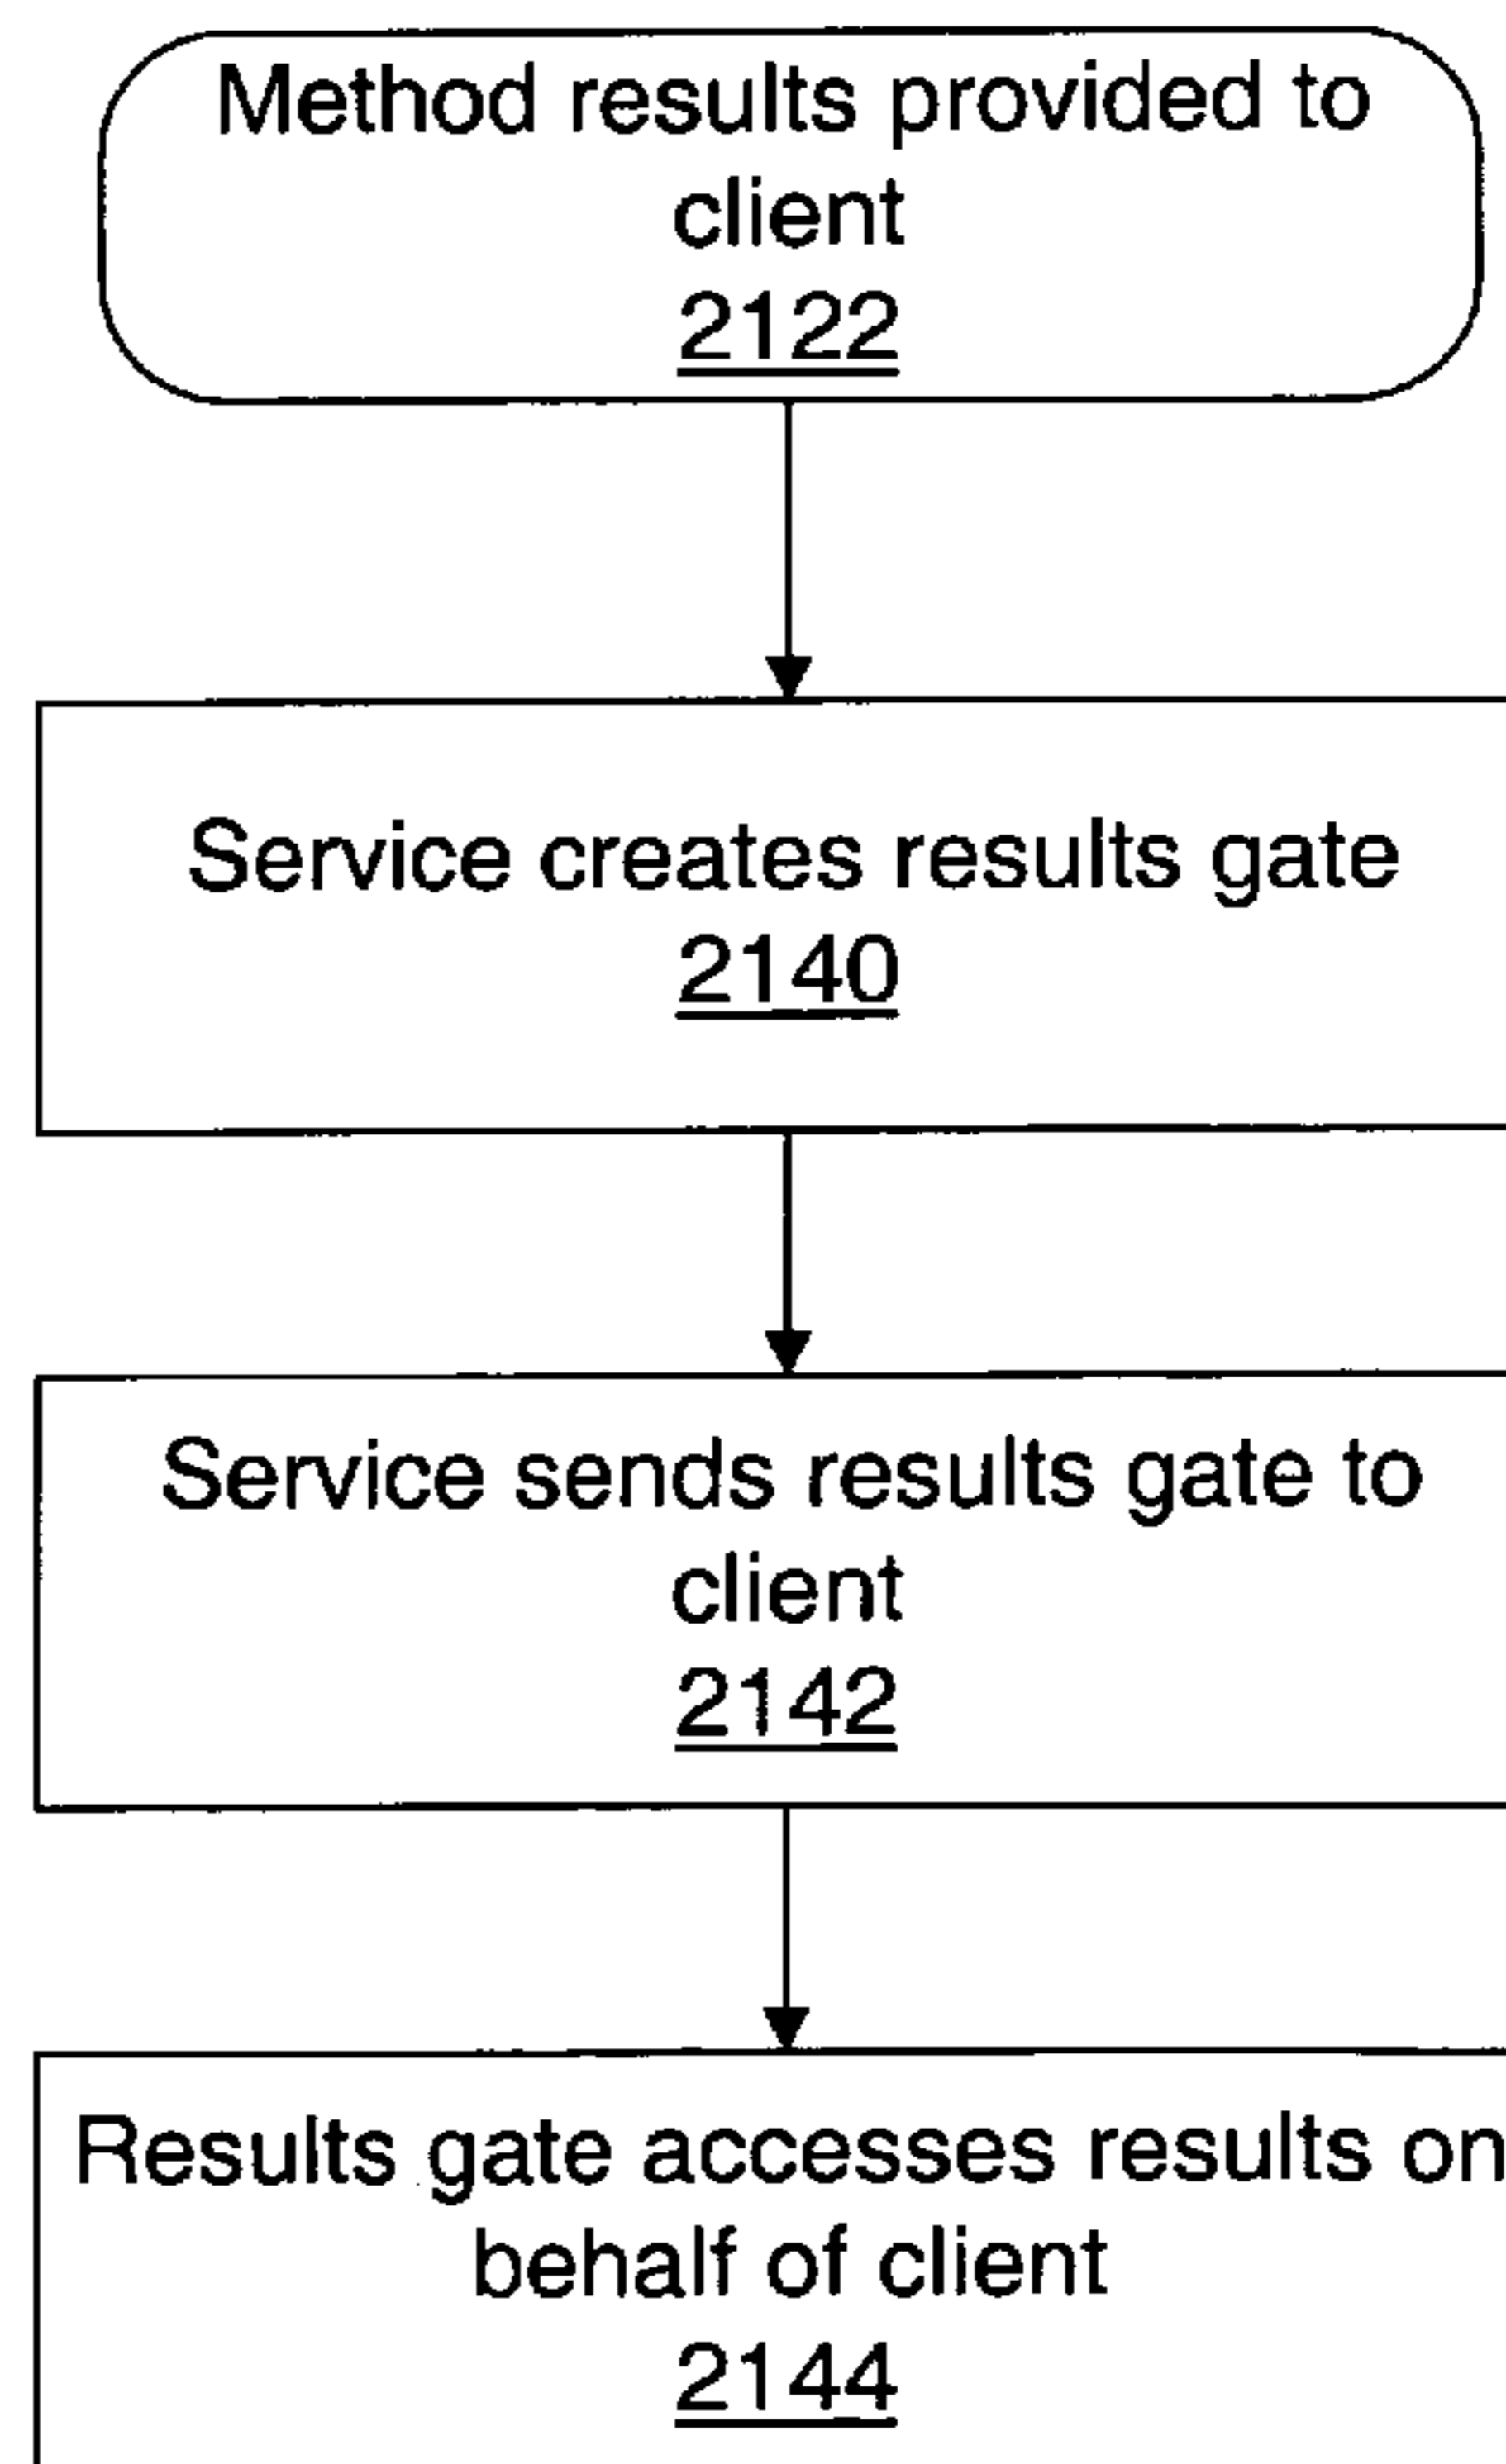 Method results provided to
client
2122
Service creates results gate
2140
Service sends results gate to
client
2142
Results gate accesses results on
behalf of client
2144